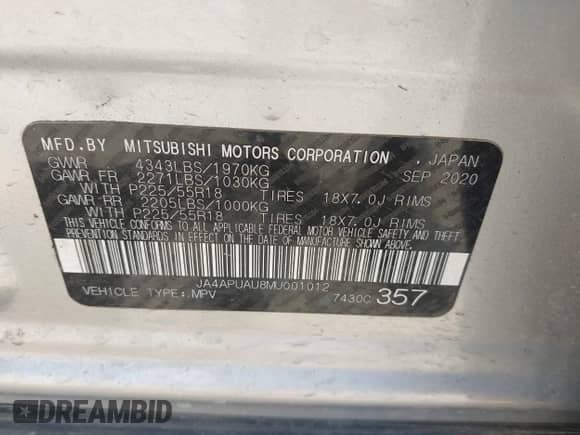 MFD.BY MITSUBISHI MOTORS CORPORATION , JAPAN
GVWR 4343LBS/1970KG SEP 2020
GAWR FR 2271LBS/1030KG
WITH P225/55R18 TIRES 18X7.0J RIMS
GAWR RR 2205LBS/1000KG
WITH P225/55R18 TIRES 18X7.0J RIMS
THIS VEHICLE CONFORMS TO ALL APPLICABLE FEDERAL MOTOR VEHICLE SAFETY AND THEFT
PREVENTION STANDARDS IN EFFECT ON THE DATE OF MANUFACTURE SHOWN ABOVE.
JA4APUAU8MU001012
VEHICLE TYPE:MPV 7430C 357
DREAMBID